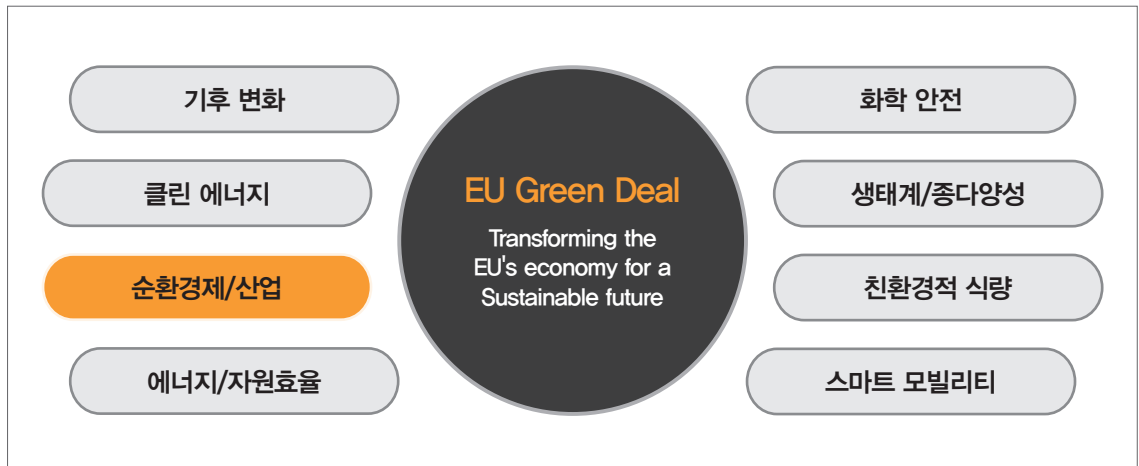 기후 변화
클린 에너지
순환경제/산업
에너지/자원효율
EU Green Deal
Transforming the
EU's economy for a
Sustainable future
화학 안전
생태계/종다양성
친환경적 식량
스마트 모빌리티